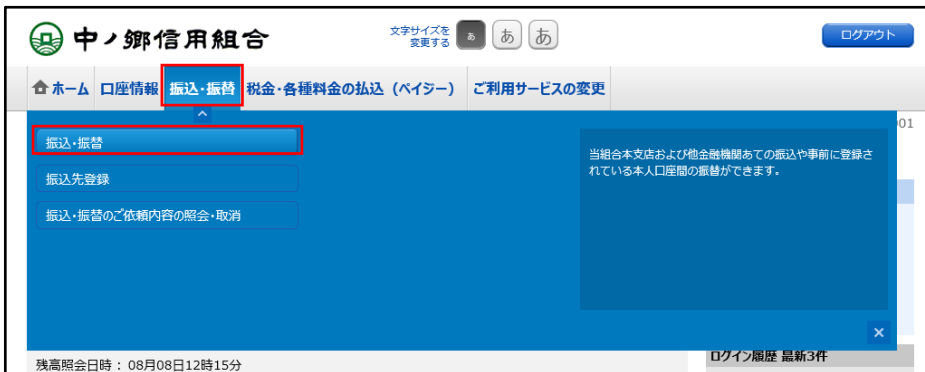 中ノ郷信用組合
文字サイズを
変更する
あ あ あ
ログアウト
ホーム 口座情報 振込・振替 税金・各種料金の払込（ペイジー） ご利用サービスの変更
01
振込・振替
当組合本支店および他金融機関あての振込や事前に登録さ
れている本人口座間の振替ができます。
振込先登録
振込・振替のご依頼内容の照会・取消
残高照会日時：08月08日12時15分
ログイン履歴 最新3件